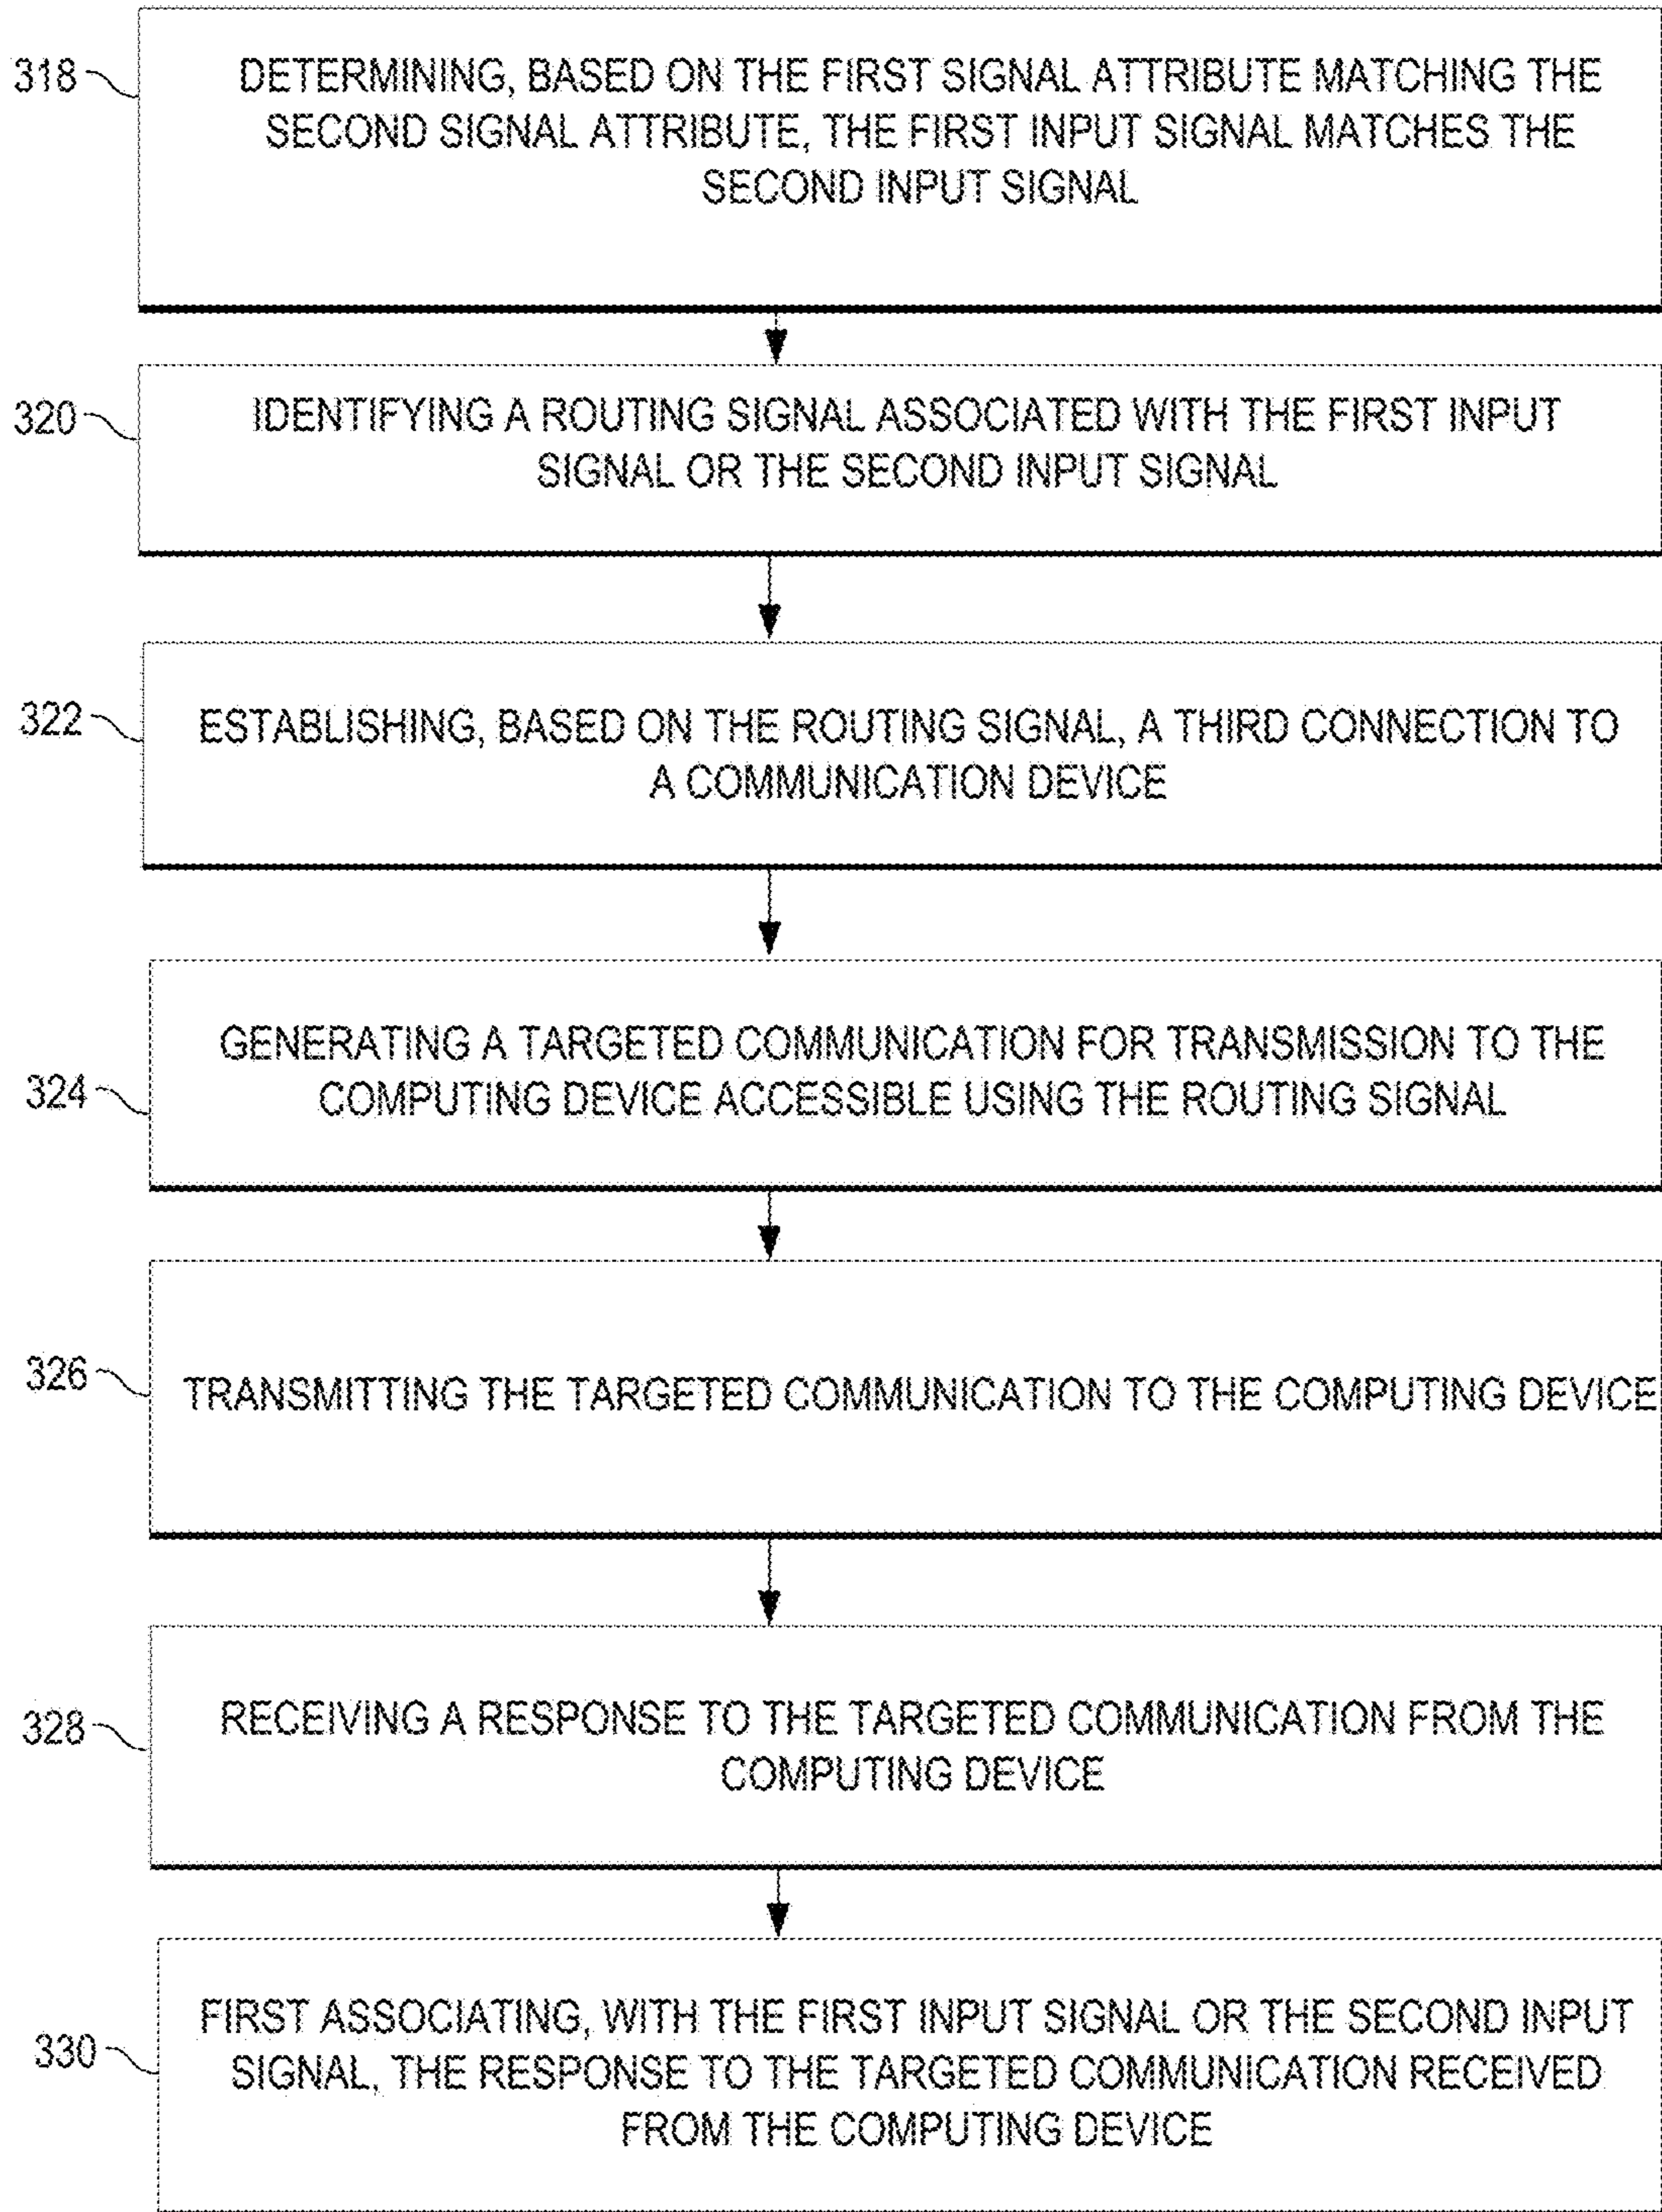 318
DETERMINING, BASED ON THE FIRST SIGNAL ATTRIBUTE MATCHING THE
SECOND SIGNAL ATTRIBUTE, THE FIRST INPUT SIGNAL MATCHES THE
SECOND INPUT SIGNAL
320
IDENTIFYING A ROUTING SIGNAL ASSOCIATED WITH THE FIRST INPUT
SIGNAL OR THE SECOND INPUT SIGNAL
322
ESTABLISHING, BASED ON THE ROUTING SIGNAL, A THIRD CONNECTION TO
A COMMUNICATION DEVICE
324
GENERATING A TARGETED COMMUNICATION FOR TRANSMISSION TO THE
COMPUTING DEVICE ACCESSIBLE USING THE ROUTING SIGNAL
326
TRANSMITTING THE TARGETED COMMUNICATION TO THE COMPUTING DEVICE
328
RECEIVING A RESPONSE TO THE TARGETED COMMUNICATION FROM THE
COMPUTING DEVICE
330
FIRST ASSOCIATING, WITH THE FIRST INPUT SIGNAL OR THE SECOND INPUT
SIGNAL, THE RESPONSE TO THE TARGETED COMMUNICATION RECEIVED
FROM THE COMPUTING DEVICE